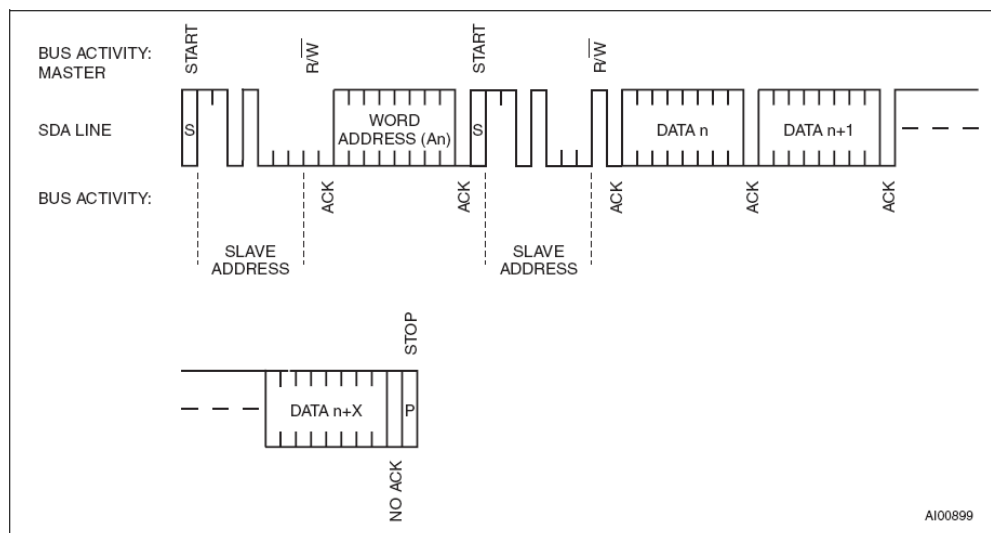 BUS ACTIVITY:
MASTER
START
R/W
START
R/W
SDA LINE
S
WORD
ADDRESS (An)
S
DATA n
DATA n+1
BUS ACTIVITY:
ACK
ACK
ACK
ACK
ACK
SLAVE
ADDRESS
SLAVE
ADDRESS
STOP
DATA n+X
P
NO ACK
AI00899